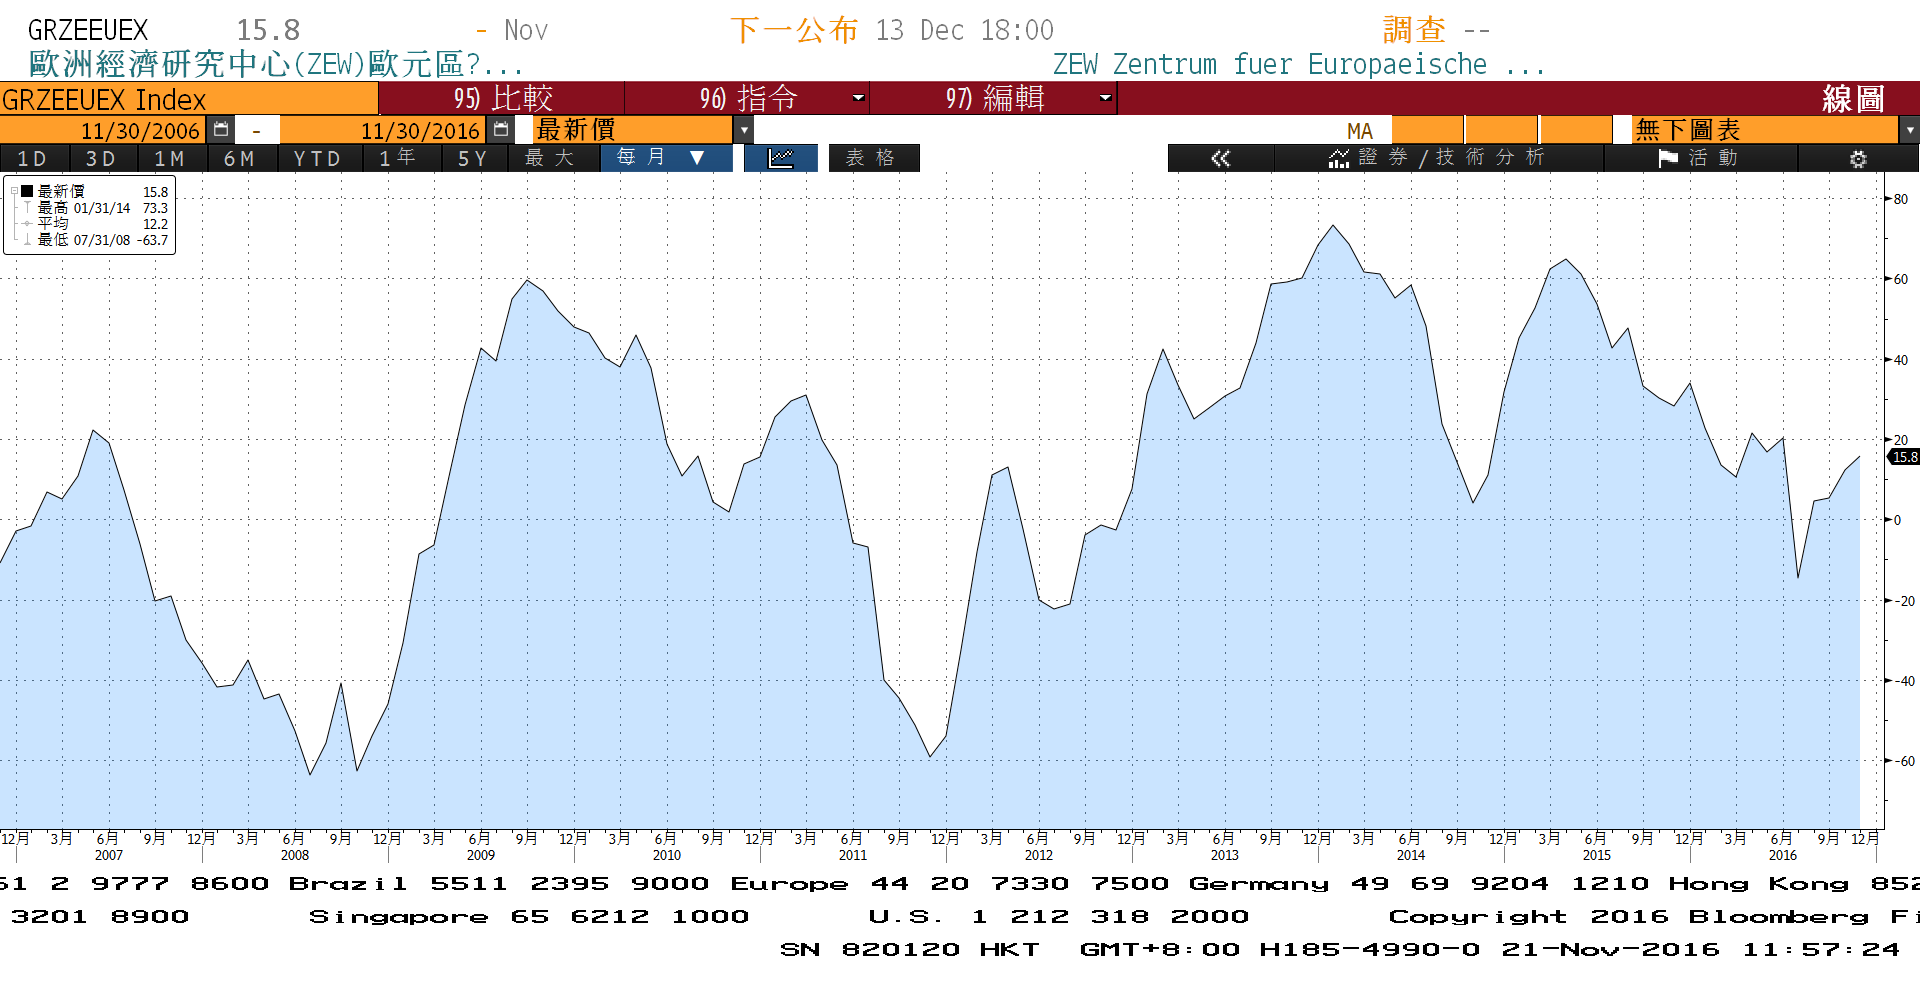 GRZEEUEX 15.8 - Nov 下一公布 13 Dec 18:00 調查 --
歐洲經濟研究中心(ZEW)歐元區?... ZEW Zentrum fuer Europaeische ...
GRZEEUEX Index 95) 比較 96) 指令 97) 編輯 線圖
11/30/2006 - 11/30/2016 最新價 MA 無下圖表
1D 3D 1M 6M YTD 1年 5Y 最大 每月 ▼ 表格 « 證券/技術分析 活動
最新價 15.8
最高 01/31/14 73.3
平均 12.2
最低 07/31/08 -63.7
80
60
40
20
15.8
0
-20
-40
-60
12月 3月 6月 9月 12月 3月 6月 9月 12月 3月 6月 9月 12月 3月 6月 9月 12月 3月 6月 9月 12月 3月 6月 9月 12月 3月 6月 9月 12月 3月 6月 9月 12月 3月 6月 9月 12月 3月 6月 9月 12月
2007 2008 2009 2010 2011 2012 2013 2014 2015 2016
61 2 9777 8600 Brazil 5511 2395 9000 Europe 44 20 7330 7500 Germany 49 69 9204 1210 Hong Kong 852
3201 8900 Singapore 65 6212 1000 U.S. 1 212 318 2000 Copyright 2016 Bloomberg Fi
SN 820120 HKT GMT+8:00 H185-4990-0 21-Nov-2016 11:57:24